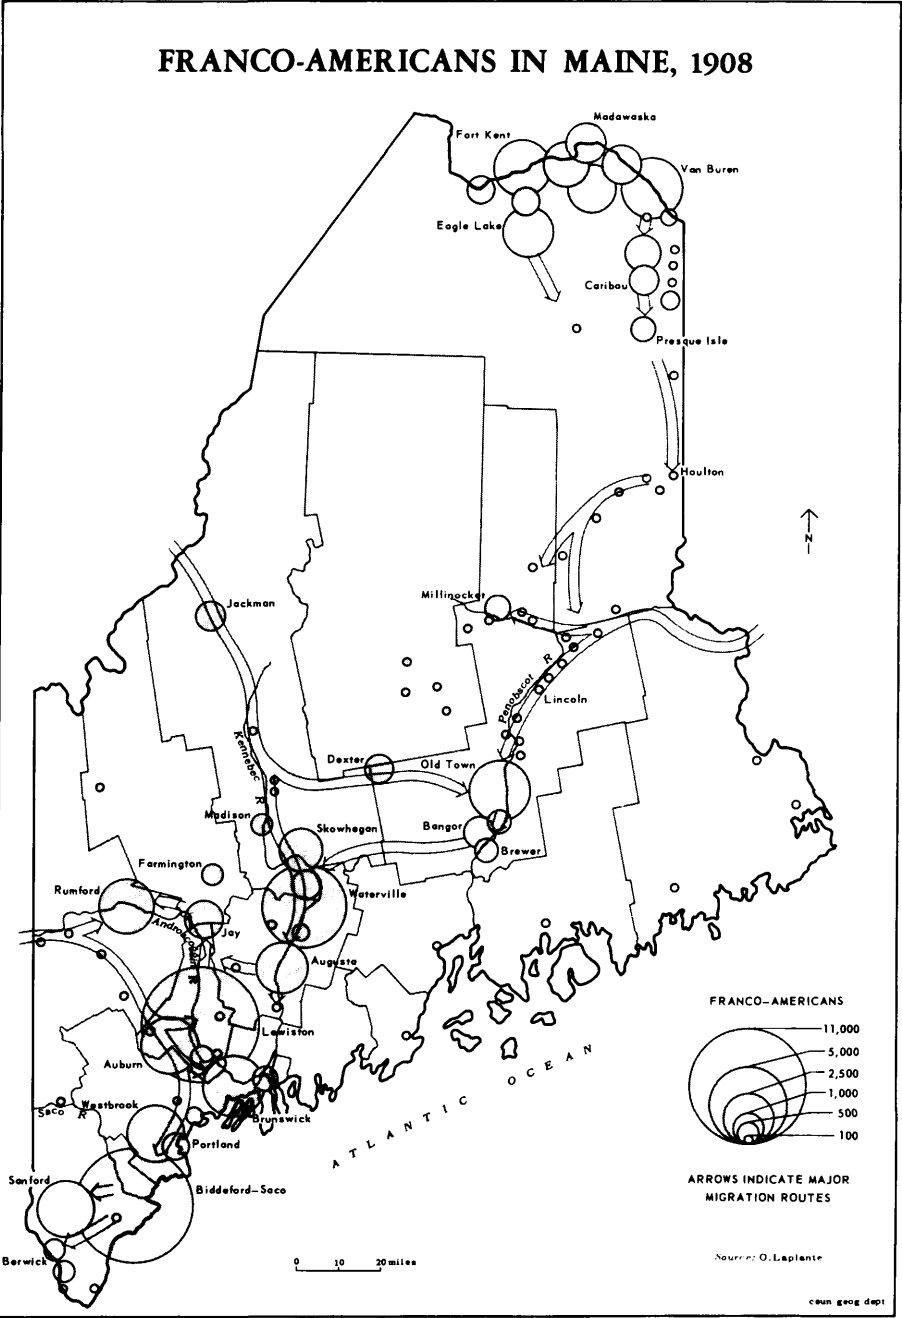 FRANCO-AMERICANS IN MAINE, 1908
Madawaska
Fort Kent
Van Buren
Eagle Lake
Caribou
Presque Isle
Houlton
N
Millinocket
Jackman
Penobscot R
Lincoln
Kennebec R
Dexter
Old Town
Madison
Skowhegan
Bangor
Brewer
Farmington
Rumford
Waterville
Androscoggin R
Jay
Augusta
FRANCO-AMERICANS
11,000
5,000
2,500
1,000
500
100
Lewiston
Auburn
Saco R
Westbrook
Brunswick
ATLANTIC OCEAN
Portland
ARROWS INDICATE MAJOR
MIGRATION ROUTES
Sanford
Biddeford-Saco
Berwick
0 10 20 miles
Source: O. Laplante
coun geog dept